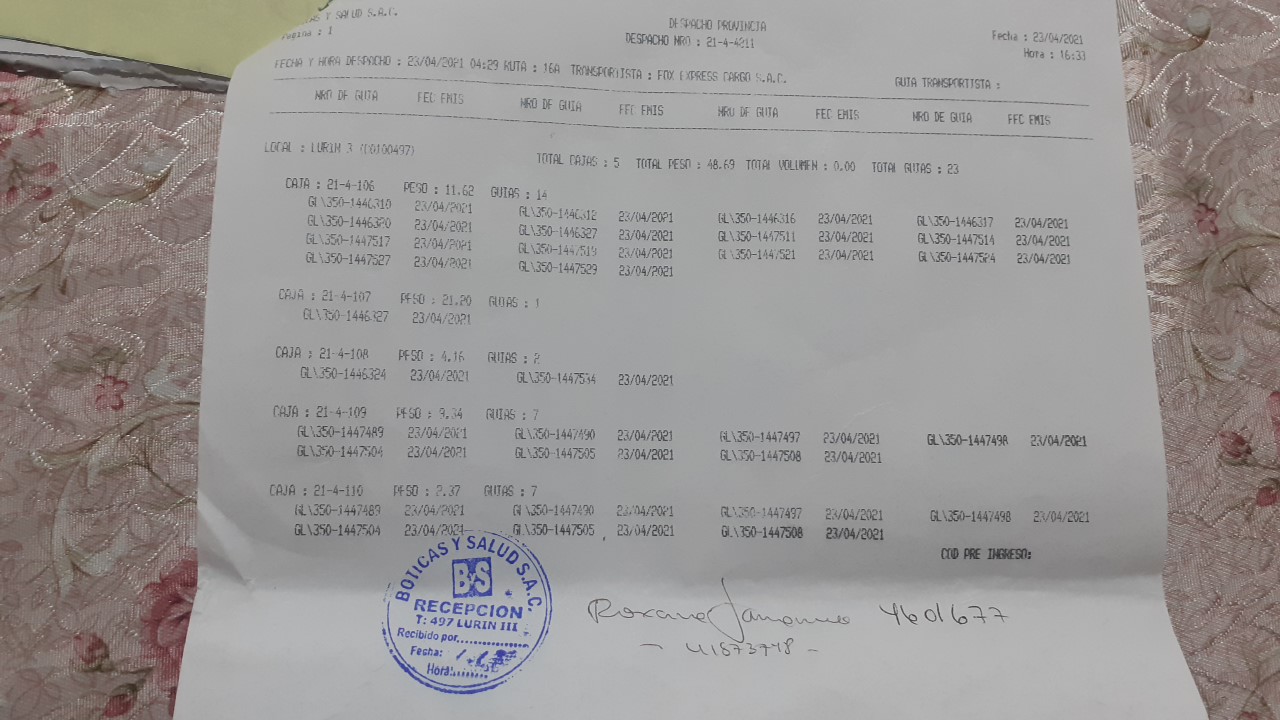 Y SALUD S.A.C.
Pagina : 1
DESPACHO PROVINCIA
DESPACHO NRO : 21-4-4211
Fecha : 23/04/2021
Hora : 16:31
FECHA Y HORA DESPACHO : 23/04/2021 04:29 RUTA : 16A TRANSPORTISTA : FOX EXPRESS CARGO S.A.C.
GUIA TRANSPORTISTA :
NRO DE GUIA FEC EMIS NRO DE GUIA FEC EMIS NRO DE GUIA FEC EMIS NRO DE GUIA FEC EMIS
LOCAL : LURIN 3 (C0100497) TOTAL CAJAS : 5 TOTAL PESO : 48.69 TOTAL VOLUMEN : 0.00 TOTAL GUIAS : 23
CAJA : 21-4-106 PESO : 11.62 GUIAS : 14
GL\350-1446310 23/04/2021 GL\350-1446312 23/04/2021 GL\350-1446316 23/04/2021 GL\350-1446317 23/04/2021
GL\350-1446320 23/04/2021 GL\350-1446327 23/04/2021 GL\350-1447511 23/04/2021 GL\350-1447514 23/04/2021
GL\350-1447517 23/04/2021 GL\350-1447519 23/04/2021 GL\350-1447521 23/04/2021 GL\350-1447524 23/04/2021
GL\350-1447527 23/04/2021 GL\350-1447529 23/04/2021
CAJA : 21-4-107 PESO : 21.20 GUIAS : 1
GL\350-1446327 23/04/2021
CAJA : 21-4-108 PESO : 4.16 GUIAS : 2
GL\350-1446324 23/04/2021 GL\350-1447534 23/04/2021
CAJA : 21-4-109 PESO : 9.34 GUIAS : 7
GL\350-1447489 23/04/2021 GL\350-1447490 23/04/2021 GL\350-1447497 23/04/2021 GL\350-1447498 23/04/2021
GL\350-1447504 23/04/2021 GL\350-1447505 23/04/2021 GL\350-1447508 23/04/2021
CAJA : 21-4-110 PESO : 2.37 GUIAS : 7
GL\350-1447489 23/04/2021 GL\350-1447490 23/04/2021 GL\350-1447497 23/04/2021 GL\350-1447498 23/04/2021
GL\350-1447504 23/04/2021 GL\350-1447505 23/04/2021 GL\350-1447508 23/04/2021
COD PRE INGRESO:
BOTICAS Y SALUD S.A.C.
B&S
RECEPCION
T: 497 LURIN III
Recibido por
Fecha:
Hora:
Roxana 4601677